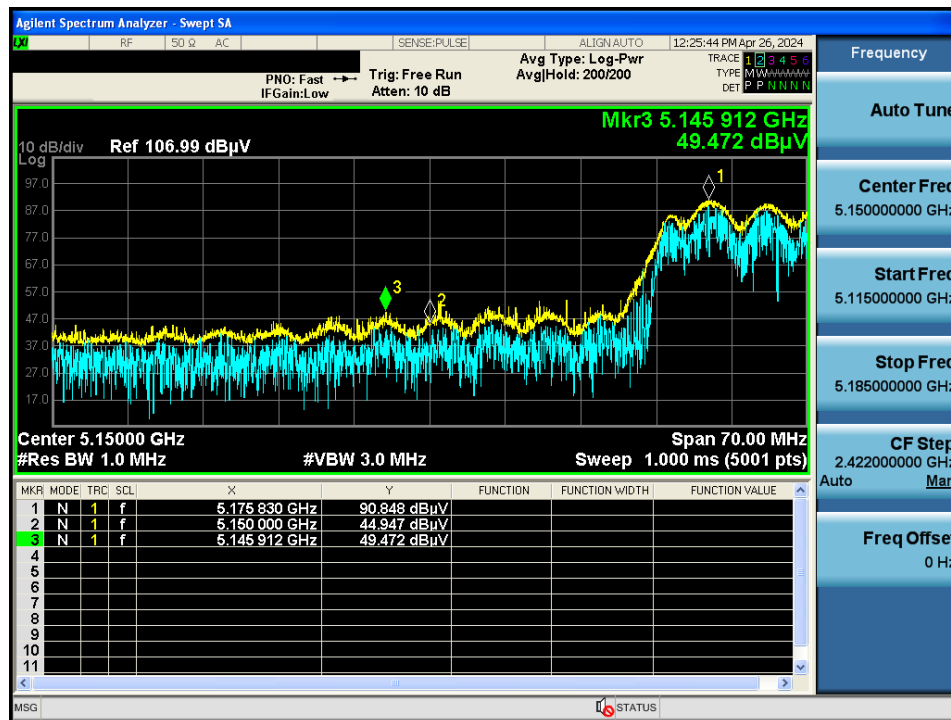 Agilent Spectrum Analyzer - Swept SA
LXI RF 50 Ω AC SENSE:PULSE ALIGN AUTO 12:25:44 PM Apr 26, 2024
PNO: Fast Trig: Free Run Avg Type: Log-Pwr TRACE 1 2 3 4 5 6
IFGain:Low Atten: 10 dB Avg|Hold: 200/200 TYPE M W W W W W
DET P P N N N N
Mkr3 5.145 912 GHz
49.472 dBµV
10 dB/div Ref 106.99 dBµV
Log
97.0
87.0
77.0
67.0
57.0
47.0
37.0
27.0
17.0
1
2
3
Center 5.15000 GHz Span 70.00 MHz
#Res BW 1.0 MHz #VBW 3.0 MHz Sweep 1.000 ms (5001 pts)
MKR MODE TRC SCL X Y FUNCTION FUNCTION WIDTH FUNCTION VALUE
1 N 1 f 5.175 830 GHz 90.848 dBµV
2 N 1 f 5.150 000 GHz 44.947 dBµV
3 N 1 f 5.145 912 GHz 49.472 dBµV
4
5
6
7
8
9
10
11
MSG STATUS
Frequency
Auto Tune
Center Freq
5.150000000 GHz
Start Freq
5.115000000 GHz
Stop Freq
5.185000000 GHz
CF Step
2.422000000 GHz
Auto Man
Freq Offset
0 Hz